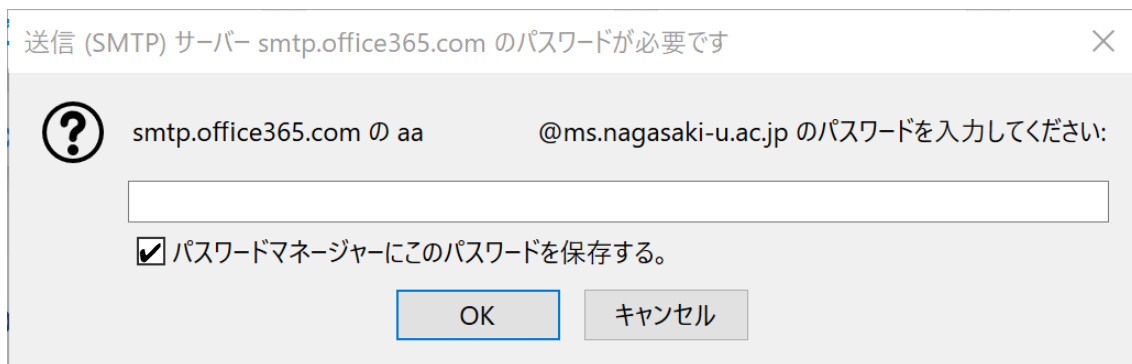 送信 (SMTP) サーバー smtp.office365.com のパスワードが必要です
smtp.office365.com の aa @ms.nagasaki-u.ac.jp のパスワードを入力してください:
パスワードマネージャーにこのパスワードを保存する。
OK キャンセル